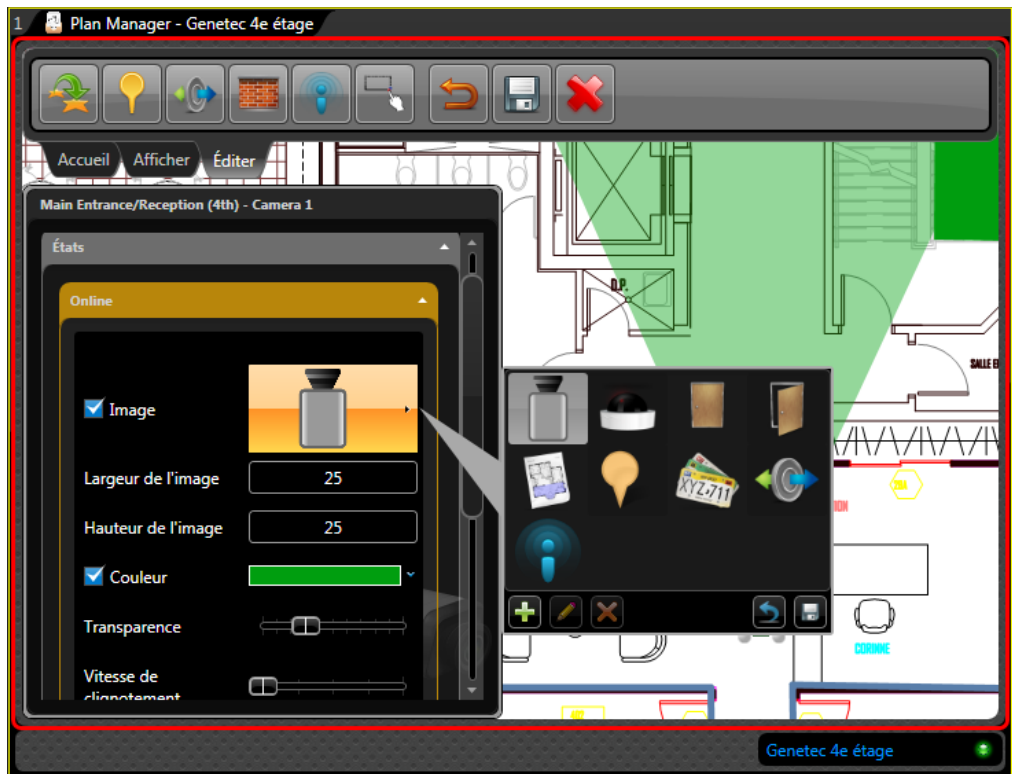 1 Plan Manager - Genetec 4e étage
Accueil Afficher Éditer
Main Entrance/Reception (4th) - Camera 1
États
Online
Image
Largeur de l'image 25
Hauteur de l'image 25
Couleur
Transparence
Vitesse de
clignotement
D.P.
SALLE
XYZ•711
CORINNE
Genetec 4e étage